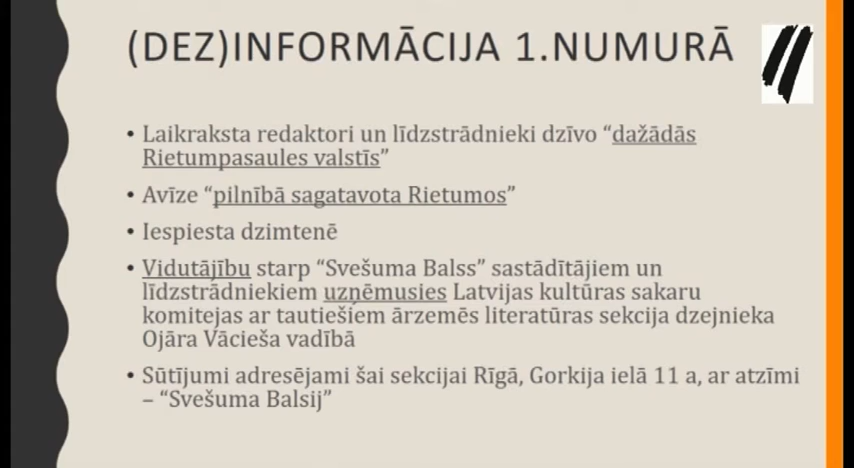 (DEZ)INFORMĀCIJA 1.NUMURĀ
• Laikraksta redaktori un līdzstrādnieki dzīvo “dažādās
Rietumpasaules valstīs”
• Avīze “pilnībā sagatavota Rietumos”
• Iespiesta dzimtenē
• Vidutājību starp “Svešuma Balss” sastādītājiem un
līdzstrādniekiem uzņēmusies Latvijas kultūras sakaru
komitejas ar tautiešiem ārzemēs literatūras sekcija dzejnieka
Ojāra Vācieša vadībā
• Sūtījumi adresējami šai sekcijai Rīgā, Gorkija ielā 11 a, ar atzīmi
– “Svešuma Balsij”